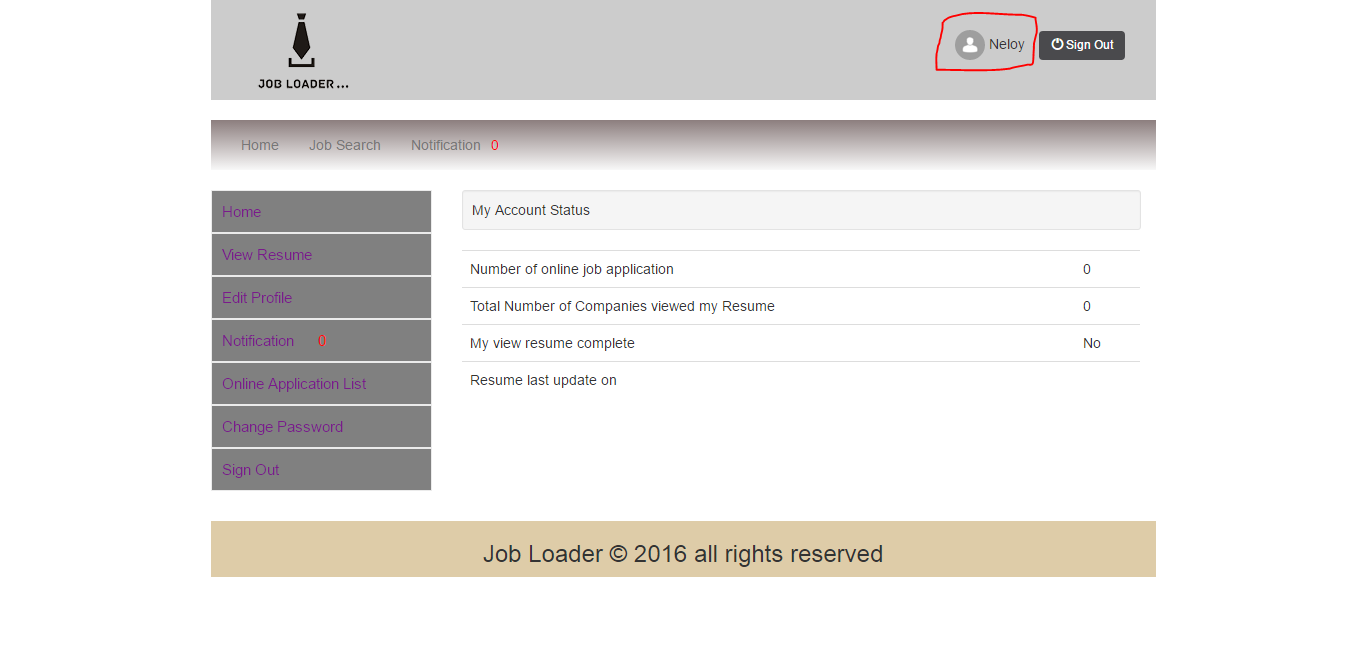 JOB LOADER...
Neloy
Sign Out
Home Job Search Notification 0
Home
View Resume
Edit Profile
Notification 0
Online Application List
Change Password
Sign Out
My Account Status
Number of online job application 0
Total Number of Companies viewed my Resume 0
My view resume complete No
Resume last update on
Job Loader © 2016 all rights reserved